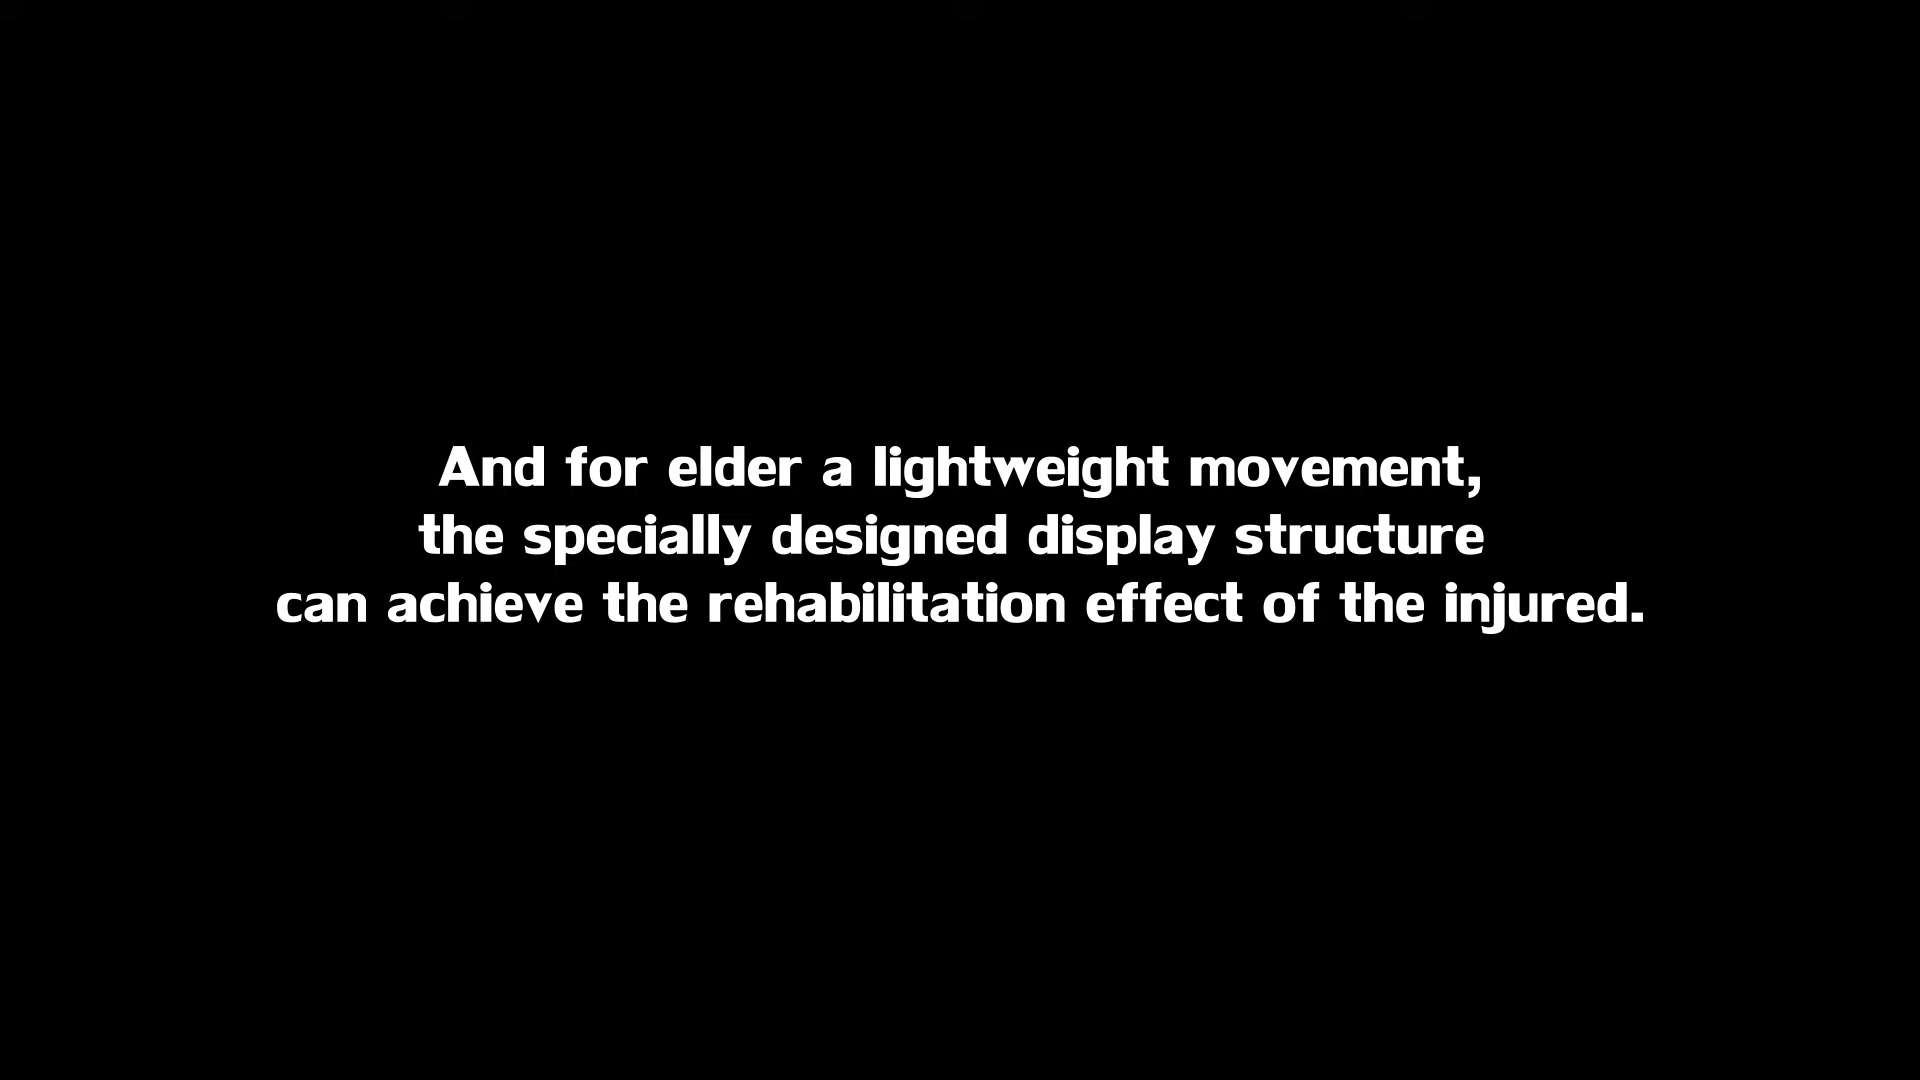 And for elder a lightweight movement,
the specially designed display structure
can achieve the rehabilitation effect of the injured.